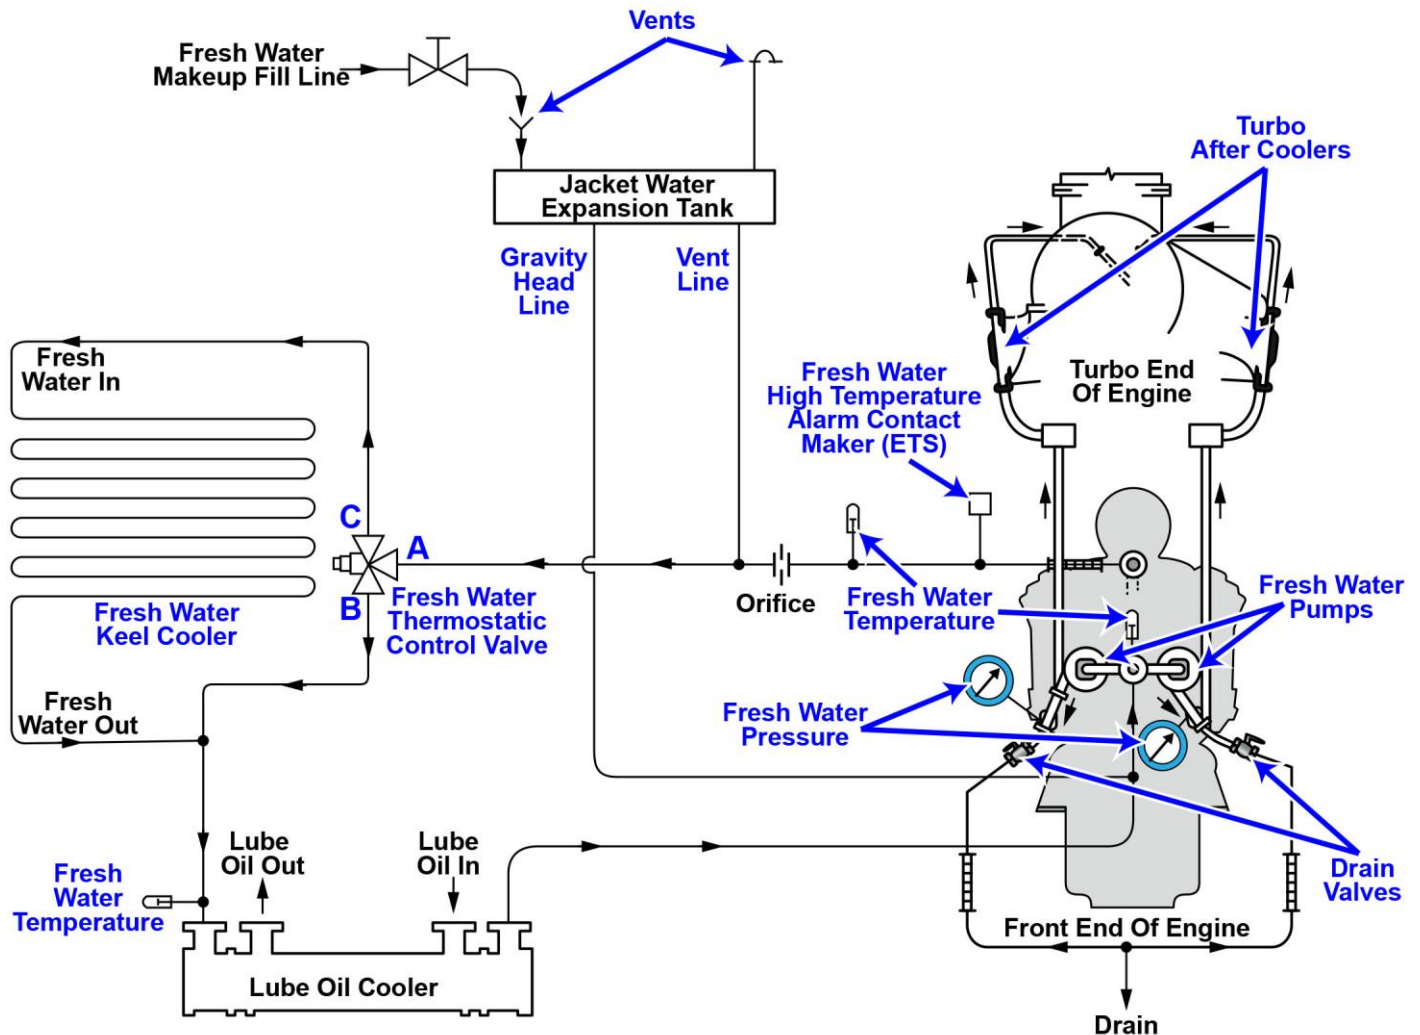 Vents
Fresh Water
Makeup Fill Line
Turbo
After Coolers
Jacket Water
Expansion Tank
Gravity
Head
Line
Vent
Line
Fresh
Water In
Fresh Water
High Temperature
Alarm Contact
Maker (ETS)
Turbo End
Of Engine
C
A
B
Fresh Water
Keel Cooler
Fresh Water
Thermostatic
Control Valve
Orifice
Fresh Water
Temperature
Fresh Water
Pumps
Fresh
Water Out
Fresh Water
Pressure
Lube
Oil Out
Lube
Oil In
Fresh
Water
Temperature
Drain
Valves
Front End Of Engine
Lube Oil Cooler
Drain